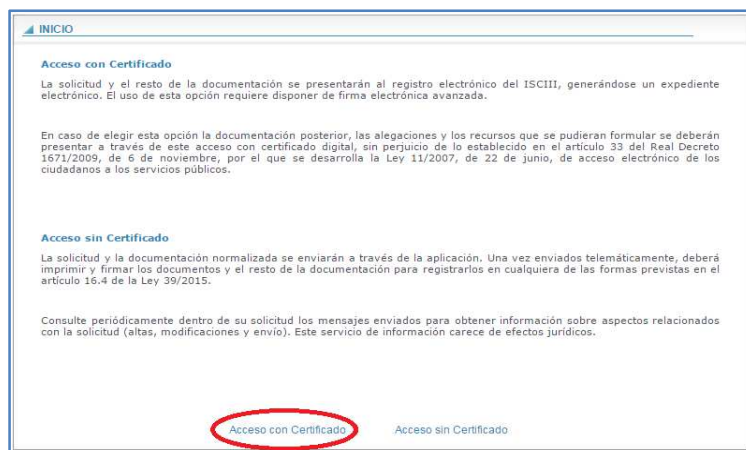 INICIO
Acceso con Certificado
La solicitud y el resto de la documentación se presentarán al registro electrónico del ISCIII, generándose un expediente
electrónico. El uso de esta opción requiere disponer de firma electrónica avanzada.
En caso de elegir esta opción la documentación posterior, las alegaciones y los recursos que se pudieran formular se deberán
presentar a través de este acceso con certificado digital, sin perjuicio de lo establecido en el artículo 33 del Real Decreto
1671/2009, de 6 de noviembre, por el que se desarrolla la Ley 11/2007, de 22 de junio, de acceso electrónico de los
ciudadanos a los servicios públicos.
Acceso sin Certificado
La solicitud y la documentación normalizada se enviarán a través de la aplicación. Una vez enviados telemáticamente, deberá
imprimir y firmar los documentos y el resto de la documentación para registrarlos en cualquiera de las formas previstas en el
artículo 16.4 de la Ley 39/2015.
Consulte periódicamente dentro de su solicitud los mensajes enviados para obtener información sobre aspectos relacionados
con la solicitud (altas, modificaciones y envío). Este servicio de información carece de efectos jurídicos.
Acceso con Certificado Acceso sin Certificado